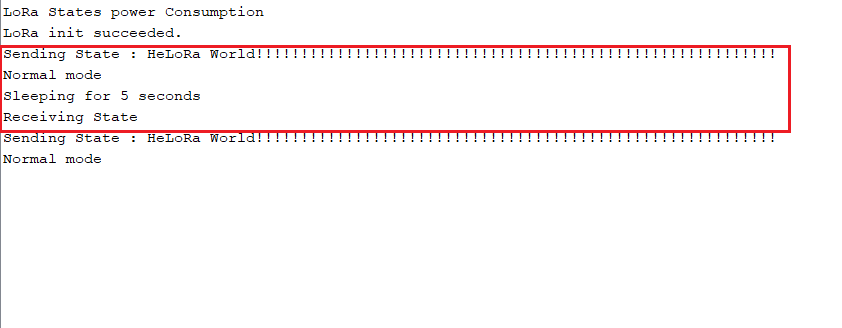 LoRa States power Consumption
LoRa init succeeded.
Sending State : HeLoRa World!!!!!!!!!!!!!!!!!!!!!!!!!!!!!!!!!!!!!!!!!!!!!!!!!!!!!!!!!!
Normal mode
Sleeping for 5 seconds
Receiving State
Sending State : HeLoRa World!!!!!!!!!!!!!!!!!!!!!!!!!!!!!!!!!!!!!!!!!!!!!!!!!!!!!!!!!!
Normal mode